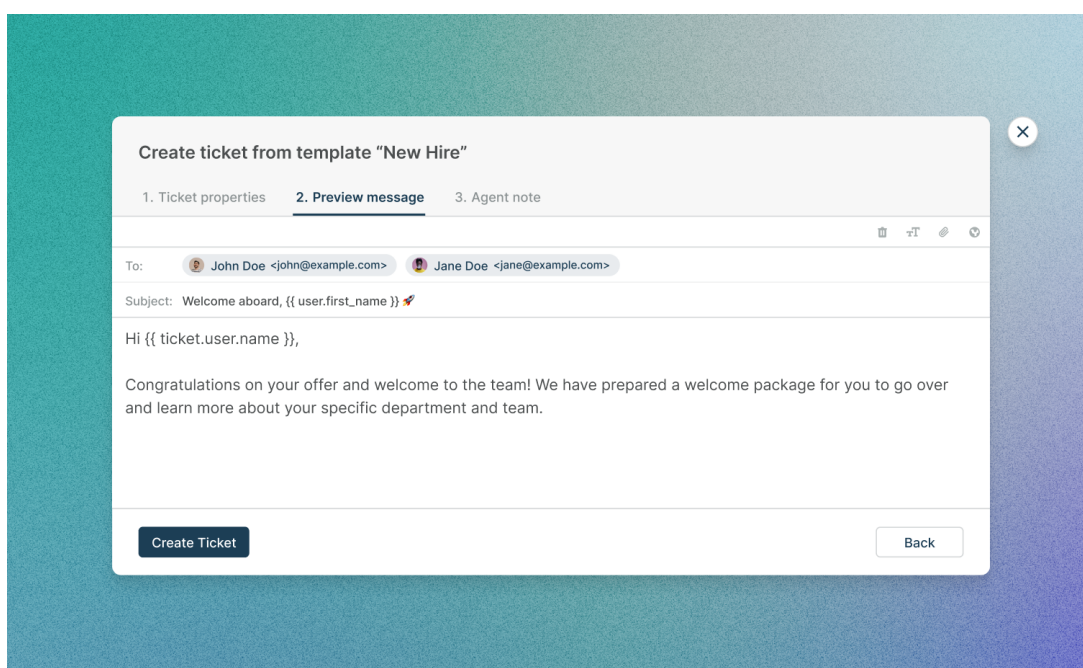 Create ticket from template “New Hire”
1. Ticket properties 2. Preview message 3. Agent note
To: John Doe <john@example.com> Jane Doe <jane@example.com>
Subject: Welcome aboard, {{ user.first_name }} 🚀
Hi {{ ticket.user.name }},
Congratulations on your offer and welcome to the team! We have prepared a welcome package for you to go over
and learn more about your specific department and team.
Create Ticket Back